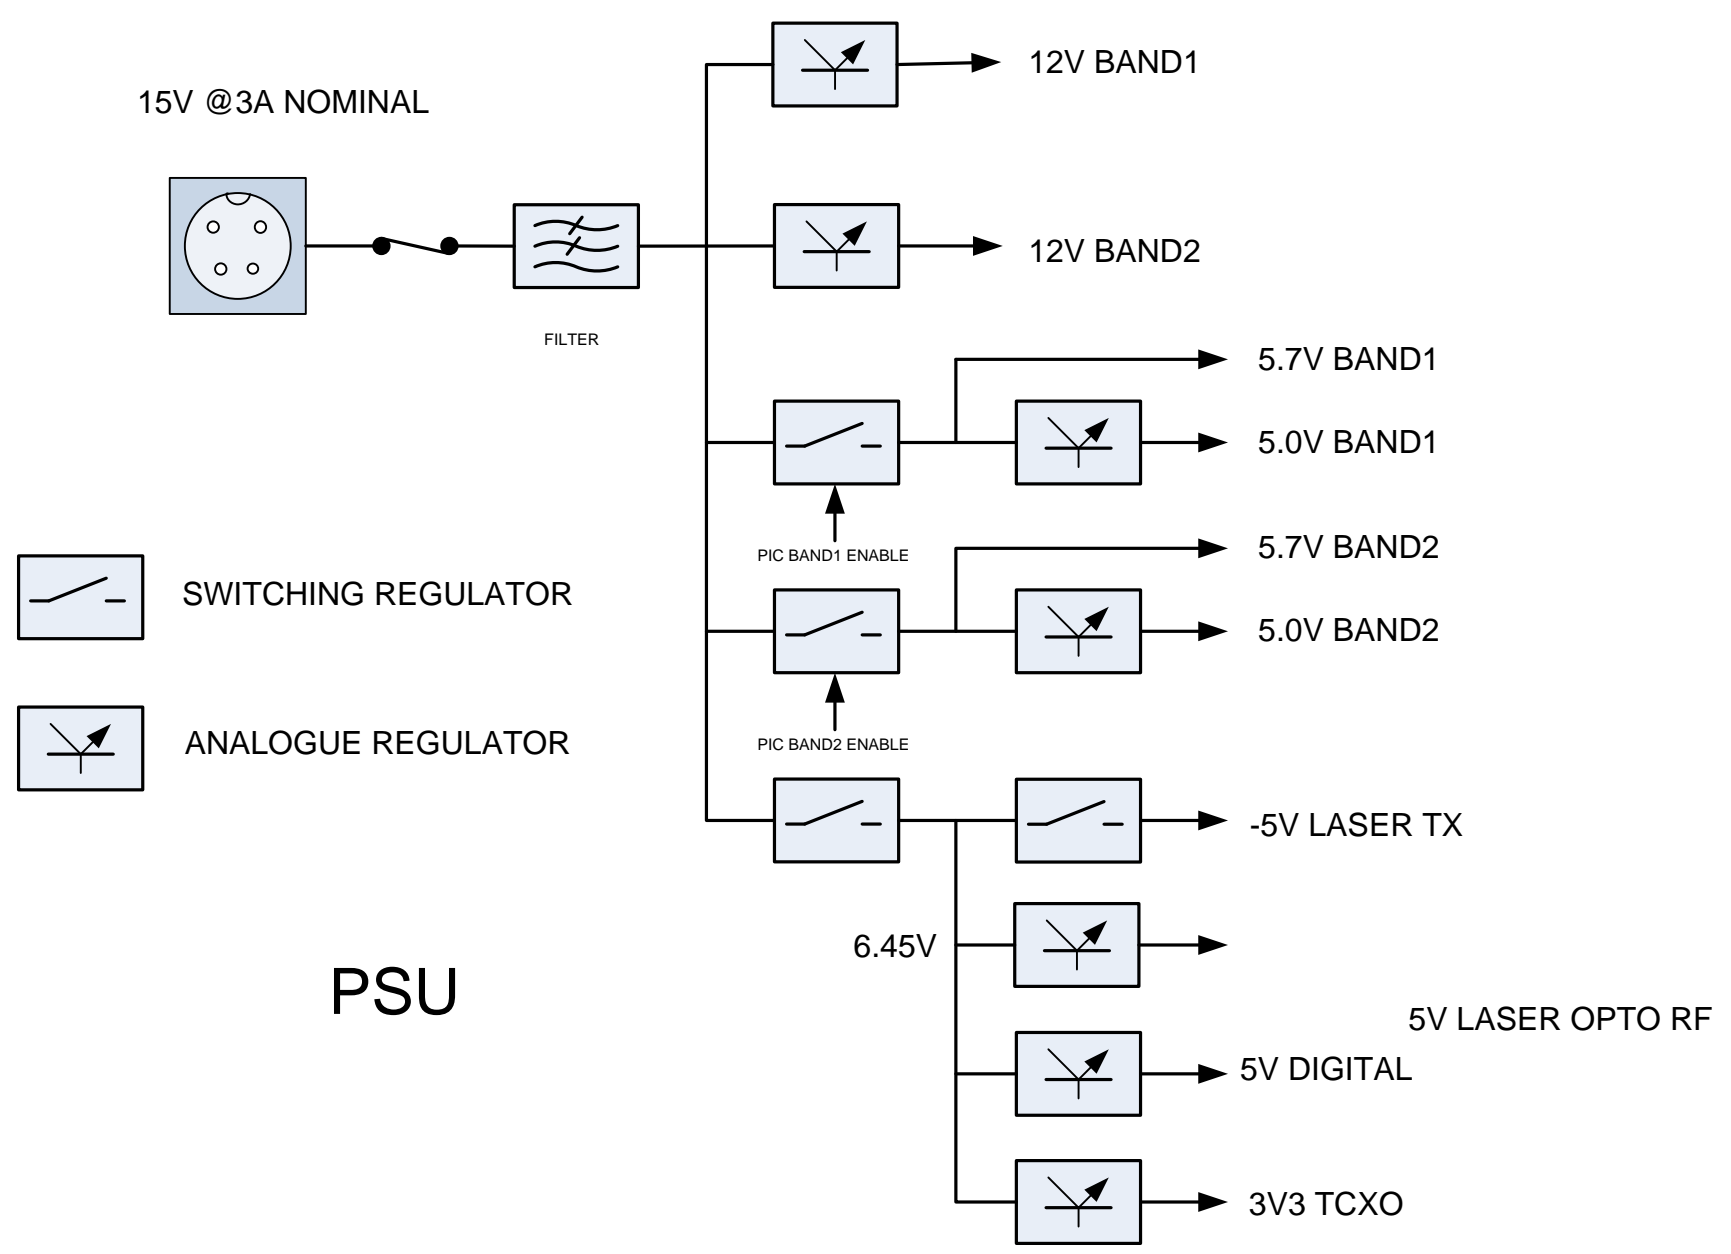 12V BAND1
15V @3A NOMINAL
12V BAND2
FILTER
5.7V BAND1
5.0V BAND1
PIC BAND1 ENABLE
5.7V BAND2
SWITCHING REGULATOR
5.0V BAND2
ANALOGUE REGULATOR
PIC BAND2 ENABLE
-5V LASER TX
6.45V
PSU
5V LASER OPTO RF
5V DIGITAL
3V3 TCXO